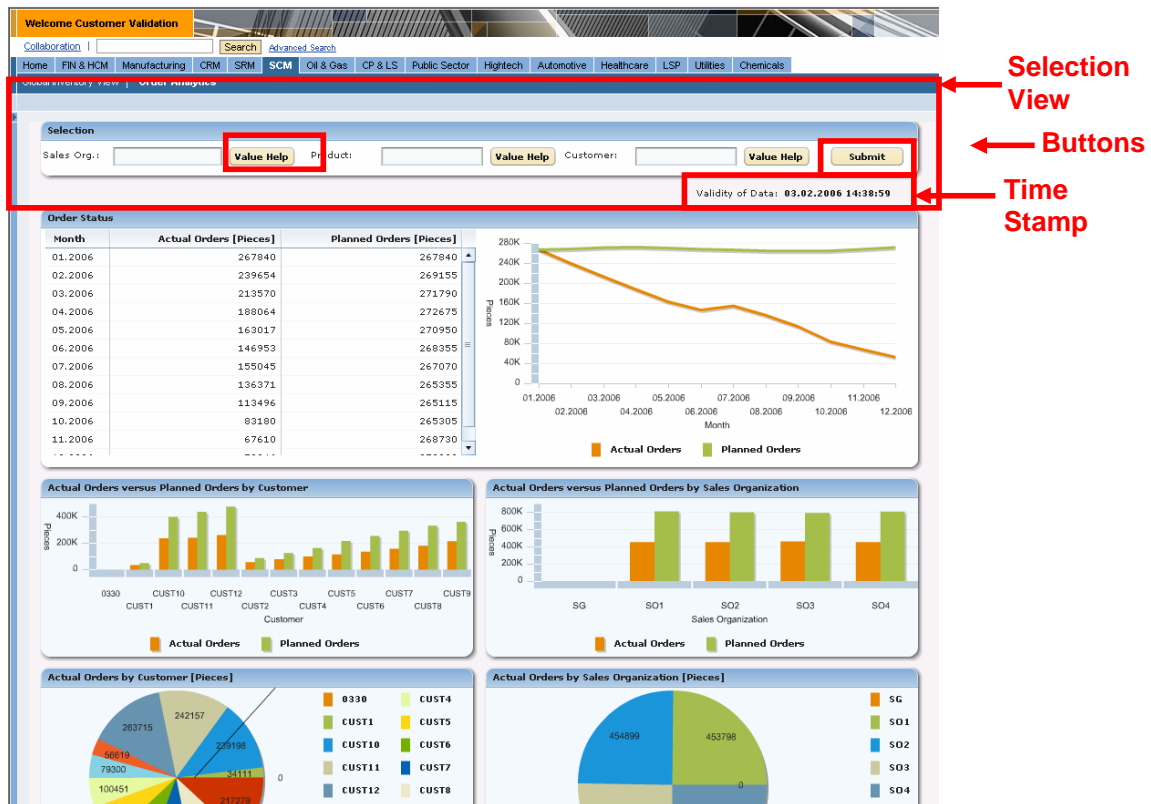 Welcome Customer Validation
Collaboration | Search Advanced Search
Home FIN & HCM Manufacturing CRM SRM SCM Oil & Gas CP & LS Public Sector Hightech Automotive Healthcare LSP Utilities Chemicals
Global Inventory View | Order Analytics
Selection View
Buttons
Time Stamp
Selection
Sales Org.: Value Help Product: Value Help Customer: Value Help Submit
Validity of Data: 03.02.2006 14:38:59
Order Status
Month Actual Orders [Pieces] Planned Orders [Pieces]
01.2006 267840 267840
02.2006 239654 269155
03.2006 213570 271790
04.2006 188064 272675
05.2006 163017 270950
06.2006 146953 268355
07.2006 155045 267070
08.2006 136371 265355
09.2006 113496 265115
10.2006 83180 265305
11.2006 67610 268730
280K
240K
200K
160K
120K
80K
40K
0
Pieces
01.2006 03.2006 05.2006 07.2006 09.2006 11.2006
02.2006 04.2006 06.2006 08.2006 10.2006 12.2006
Month
Actual Orders Planned Orders
Actual Orders versus Planned Orders by Customer
400K
200K
0
Pieces
0330 CUST10 CUST12 CUST3 CUST5 CUST7 CUST9
CUST1 CUST11 CUST2 CUST4 CUST6 CUST8
Customer
Actual Orders Planned Orders
Actual Orders versus Planned Orders by Sales Organization
800K
600K
400K
200K
0
Pieces
SG SO1 SO2 SO3 SO4
Sales Organization
Actual Orders Planned Orders
Actual Orders by Customer [Pieces]
242157
263715
239198
56619
79300
34111
0
100451
217279
0330 CUST4
CUST1 CUST5
CUST10 CUST6
CUST11 CUST7
CUST12 CUST8
Actual Orders by Sales Organization [Pieces]
454899 453798
0
SG
SO1
SO2
SO3
SO4